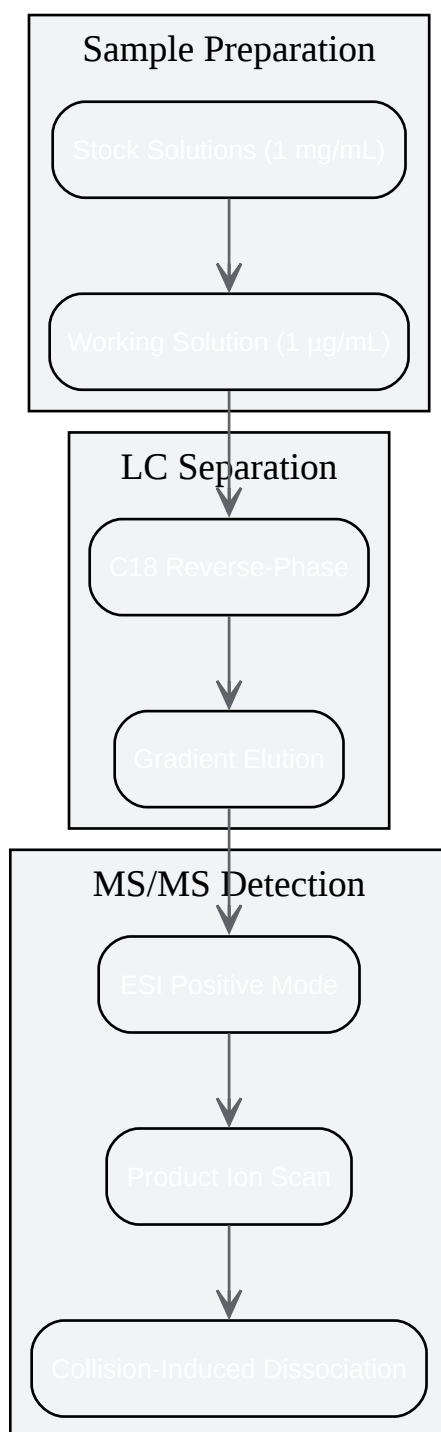 Sample Preparation
Stock Solutions (1 mg/mL)
Working Solution (1 µg/mL)
LC Separation
C18 Reverse-Phase
Gradient Elution
MS/MS Detection
ESI Positive Mode
Product Ion Scan
Collision-Induced Dissociation